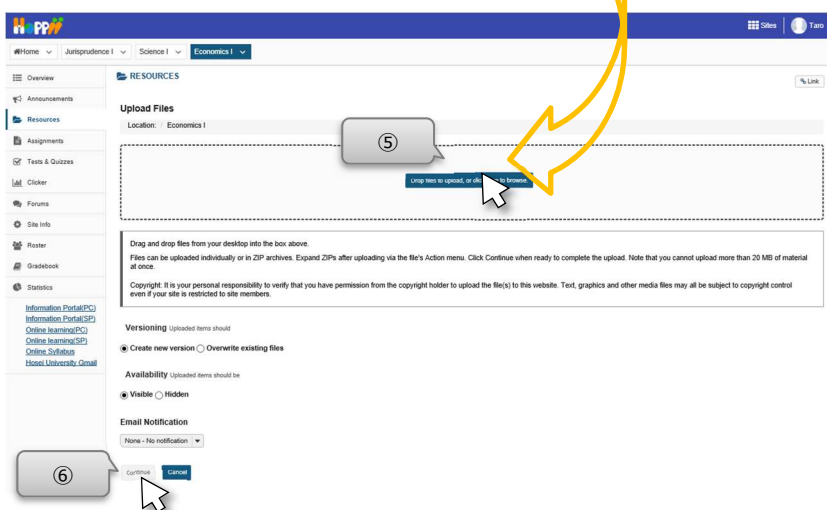 Hoppii
Sites
Taro
Home
Jurisprudence I
Science I
Economics I
Overview
Announcements
Resources
Assignments
Tests & Quizzes
Clicker
Forums
Site Info
Roster
Gradebook
Statistics
Information Portal(PC)
Information Portal(SP)
Online learning(PC)
Online learning(SP)
Online Syllabus
Hosei University Gmail
RESOURCES
Link
Upload Files
Location: / Economics I
⑤
Drop files to upload, or click to browse.
Drag and drop files from your desktop into the box above.
Files can be uploaded individually or in ZIP archives. Expand ZIPs after uploading via the file's Action menu. Click Continue when ready to complete the upload. Note that you cannot upload more than 20 MB of material
at once.
Copyright: It is your personal responsibility to verify that you have permission from the copyright holder to upload the file(s) to this website. Text, graphics and other media files may all be subject to copyright control
even if your site is restricted to site members.
Versioning Uploaded items should
Create new version Overwrite existing files
Availability Uploaded items should be
Visible Hidden
Email Notification
None - No notification
⑥
Continue Cancel